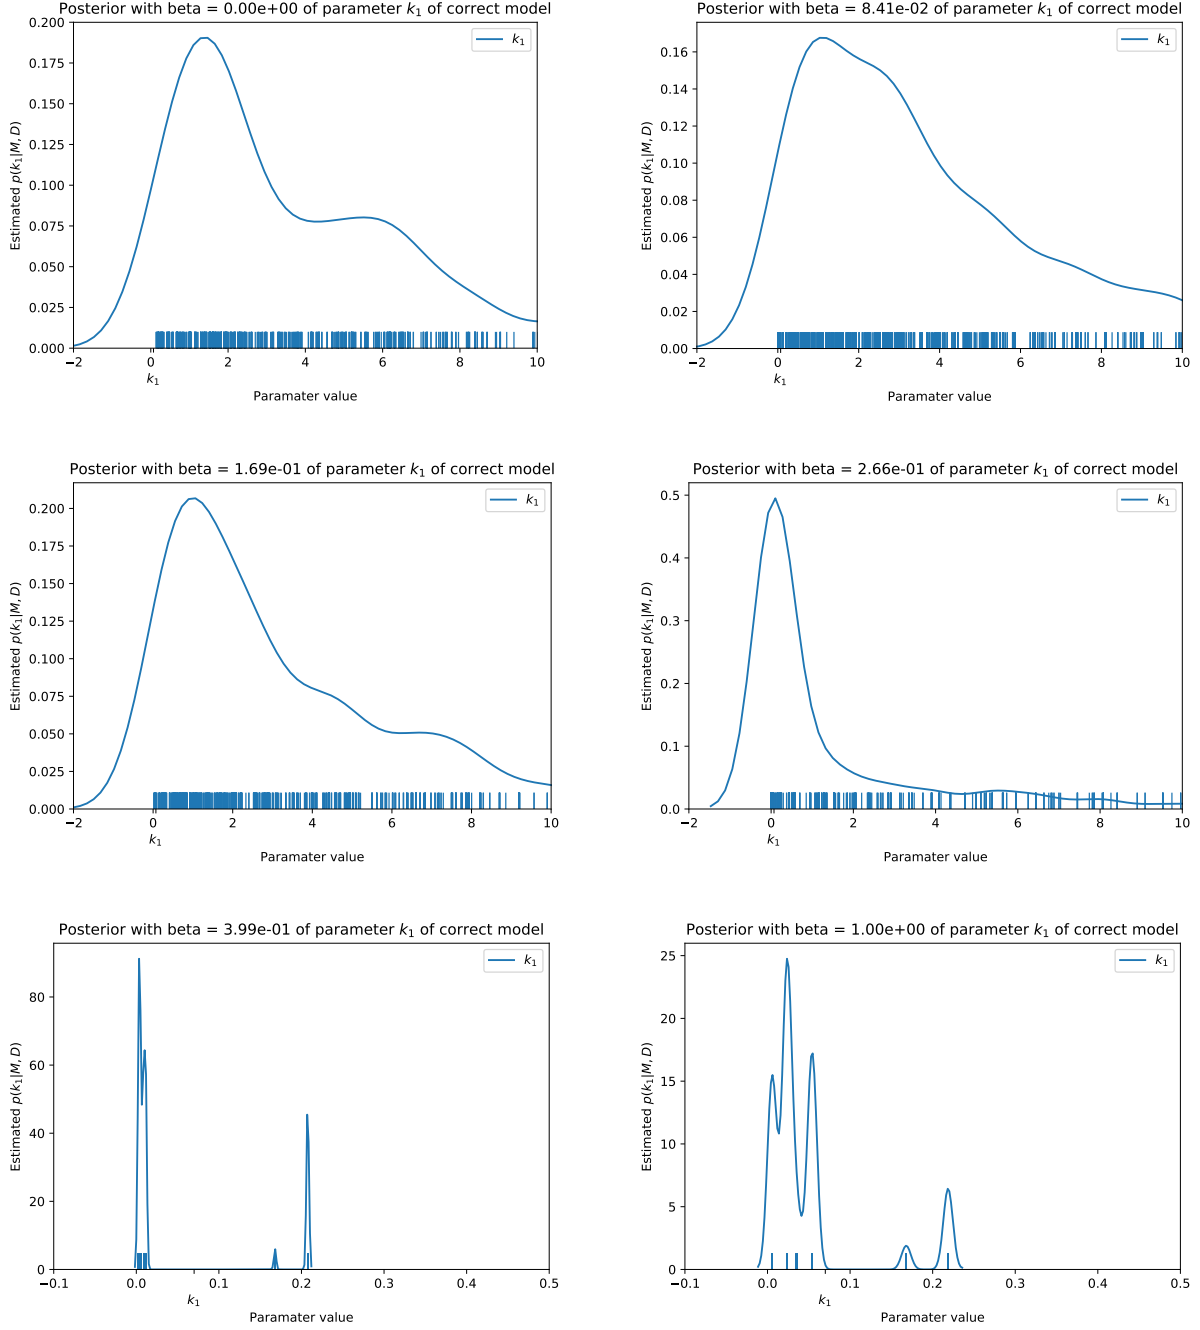 Posterior with beta = 0.00e+00 of parameter k₁ of correct model
k₁
Estimated p(k₁|M, D)
0.200
0.175
0.150
0.125
0.100
0.075
0.050
0.025
0.000
−2 0 2 4 6 8 10
k₁
Paramater value
Posterior with beta = 8.41e-02 of parameter k₁ of correct model
k₁
Estimated p(k₁|M, D)
0.16
0.14
0.12
0.10
0.08
0.06
0.04
0.02
0.00
−2 0 2 4 6 8 10
k₁
Paramater value
Posterior with beta = 1.69e-01 of parameter k₁ of correct model
k₁
Estimated p(k₁|M, D)
0.200
0.175
0.150
0.125
0.100
0.075
0.050
0.025
0.000
−2 0 2 4 6 8 10
k₁
Paramater value
Posterior with beta = 2.66e-01 of parameter k₁ of correct model
k₁
Estimated p(k₁|M, D)
0.5
0.4
0.3
0.2
0.1
0.0
−2 0 2 4 6 8 10
k₁
Paramater value
Posterior with beta = 3.99e-01 of parameter k₁ of correct model
k₁
Estimated p(k₁|M, D)
80
60
40
20
0
−0.1 0.0 0.1 0.2 0.3 0.4 0.5
k₁
Paramater value
Posterior with beta = 1.00e+00 of parameter k₁ of correct model
k₁
Estimated p(k₁|M, D)
25
20
15
10
5
0
−0.1 0.0 0.1 0.2 0.3 0.4 0.5
k₁
Paramater value